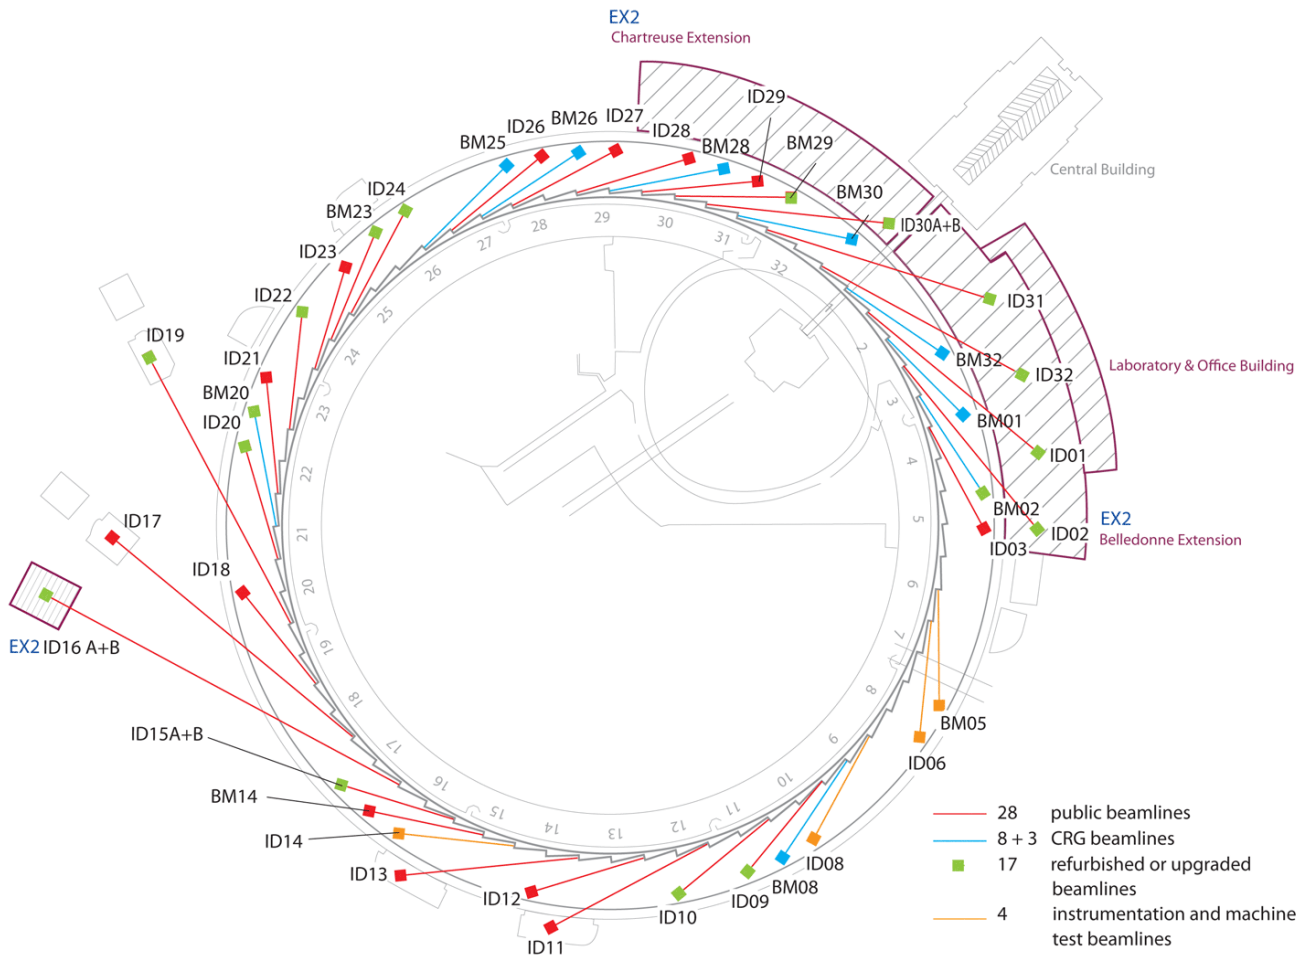 EX2
Chartreuse Extension
ID29
ID27
BM26
ID26
BM25
ID28
BM28
BM29
Central Building
ID24
BM23
ID23
BM30
ID30A+B
ID22
ID31
ID19
ID21
BM20
ID20
BM32
ID32
Laboratory & Office Building
BM01
ID01
BM02
ID02
ID03
EX2
Belledonne Extension
ID17
ID18
EX2 ID16 A+B
ID15A+B
BM14
ID14
ID13
ID12
ID11
ID10
ID09
BM08
ID08
ID06
BM05
29
30
31
32
2
3
4
5
6
7
8
9
10
11
12
13
14
15
16
17
18
19
20
21
22
23
24
25
26
27
28
28 public beamlines
8 + 3 CRG beamlines
17 refurbished or upgraded
beamlines
4 instrumentation and machine
test beamlines